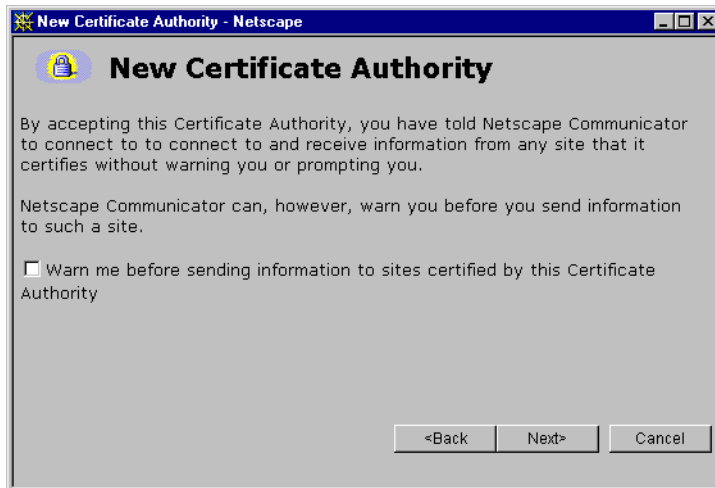 New Certificate Authority - Netscape
New Certificate Authority
By accepting this Certificate Authority, you have told Netscape Communicator
to connect to to connect to and receive information from any site that it
certifies without warning you or prompting you.
Netscape Communicator can, however, warn you before you send information
to such a site.
Warn me before sending information to sites certified by this Certificate
Authority
<Back Next> Cancel